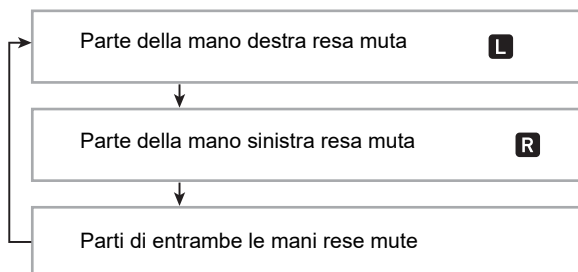 Parte della mano destra resa muta L
Parte della mano sinistra resa muta R
Parti di entrambe le mani rese mute